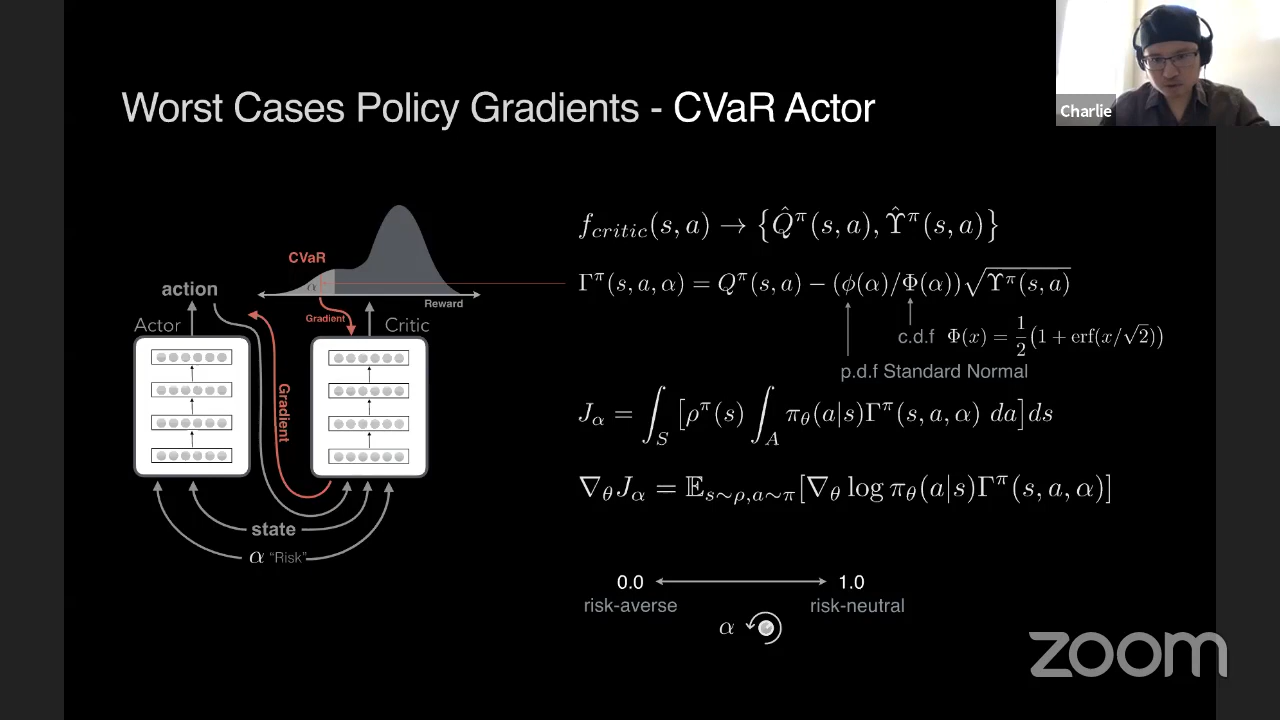 Charlie
Worst Cases Policy Gradients - CVaR Actor
CVaR
α
Reward
action
Gradient
Actor
Critic
Gradient
state
α "Risk"
f_{critic}(s, a) → {Q̂^π(s, a), ϒ̂^π(s, a)}
Γ^π(s, a, α) = Q^π(s, a) − (ϕ(α)/Φ(α))√ϒ^π(s, a)
c.d.f Φ(x) = 1/2 (1 + erf(x/√2))
p.d.f Standard Normal
J_α = ∫_S [ρ^π(s) ∫_A π_θ(a|s)Γ^π(s, a, α) da]ds
∇_θ J_α = 𝔼_{s∼ρ,a∼π}[∇_θ log π_θ(a|s)Γ^π(s, a, α)]
0.0 1.0
risk-averse risk-neutral
α
zoom